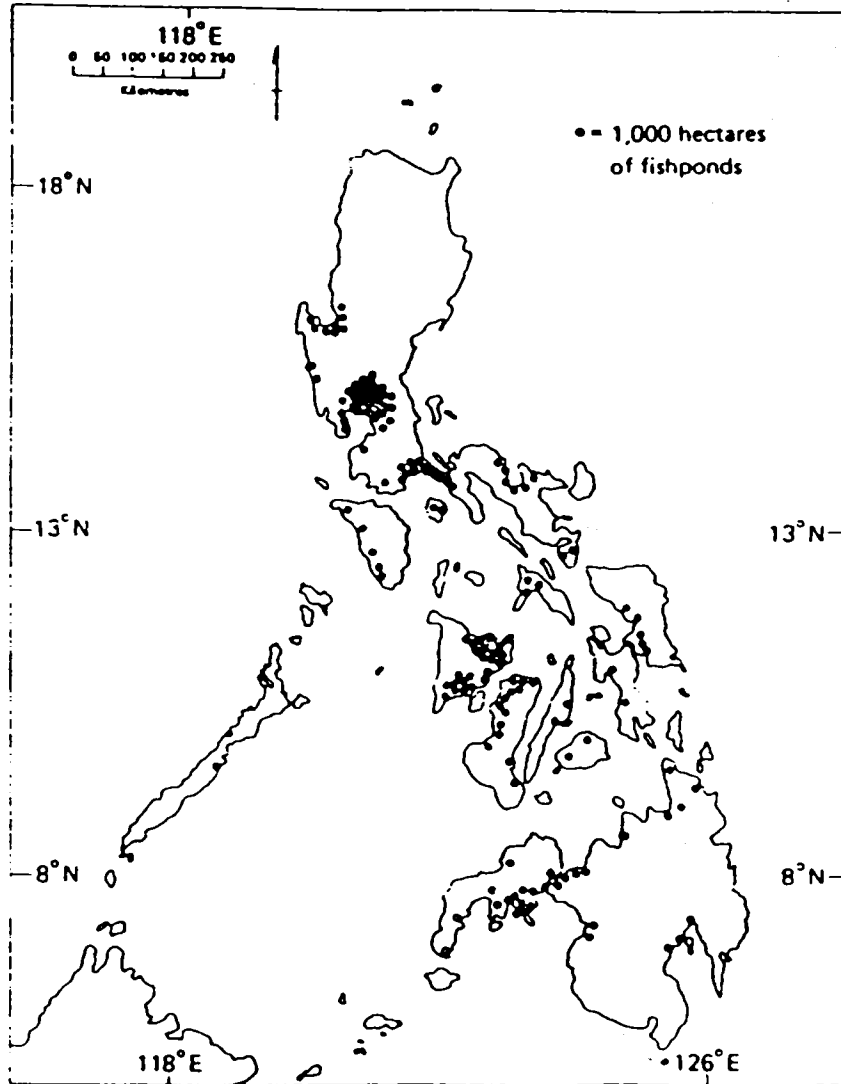 118°E
0 50 100 150 200 250
Kilometres
• = 1,000 hectares
of fishponds
18°N
13°N 13°N
8°N 8°N
118°E 126°E